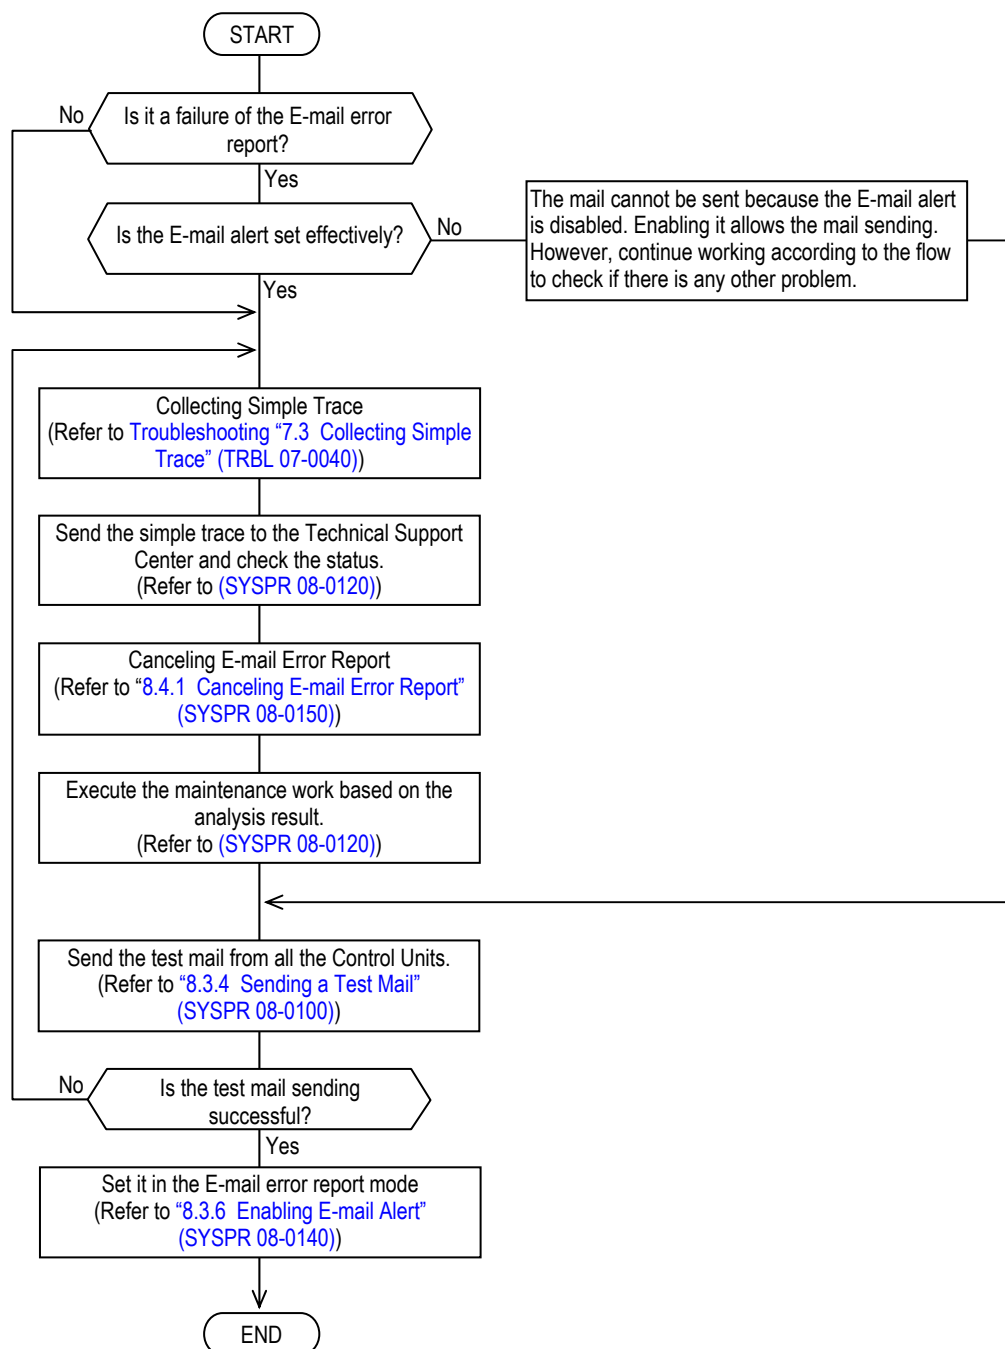 START
No
Is it a failure of the E-mail error
report?
Yes
Is the E-mail alert set effectively?
No
The mail cannot be sent because the E-mail alert
is disabled. Enabling it allows the mail sending.
However, continue working according to the flow
to check if there is any other problem.
Yes
Collecting Simple Trace
(Refer to Troubleshooting “7.3 Collecting Simple
Trace” (TRBL 07-0040))
Send the simple trace to the Technical Support
Center and check the status.
(Refer to (SYSPR 08-0120))
Canceling E-mail Error Report
(Refer to “8.4.1 Canceling E-mail Error Report”
(SYSPR 08-0150))
Execute the maintenance work based on the
analysis result.
(Refer to (SYSPR 08-0120))
Send the test mail from all the Control Units.
(Refer to “8.3.4 Sending a Test Mail”
(SYSPR 08-0100))
No
Is the test mail sending
successful?
Yes
Set it in the E-mail error report mode
(Refer to “8.3.6 Enabling E-mail Alert”
(SYSPR 08-0140))
END